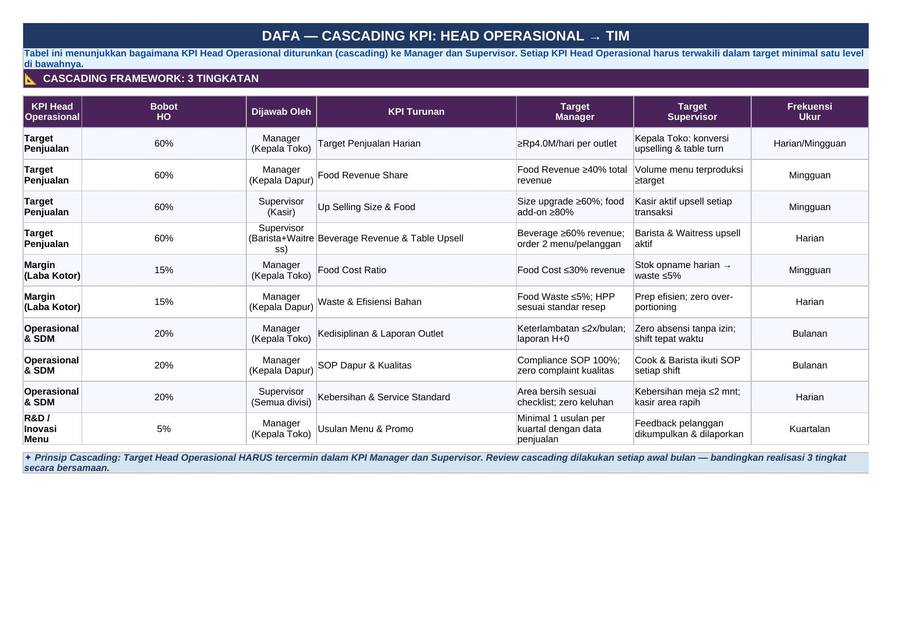 DAFA — CASCADING KPI: HEAD OPERASIONAL → TIM
Tabel ini menunjukkan bagaimana KPI Head Operasional diturunkan (cascading) ke Manager dan Supervisor. Setiap KPI Head Operasional harus terwakili dalam target minimal satu level
di bawahnya.
📐 CASCADING FRAMEWORK: 3 TINGKATAN
KPI Head Operasional | Bobot HO | Dijawab Oleh | KPI Turunan | Target Manager | Target Supervisor | Frekuensi Ukur
Target Penjualan | 60% | Manager (Kepala Toko) | Target Penjualan Harian | ≥Rp4.0M/hari per outlet | Kepala Toko: konversi upselling & table turn | Harian/Mingguan
Target Penjualan | 60% | Manager (Kepala Dapur) | Food Revenue Share | Food Revenue ≥40% total revenue | Volume menu terproduksi ≥target | Mingguan
Target Penjualan | 60% | Supervisor (Kasir) | Up Selling Size & Food | Size upgrade ≥60%; food add-on ≥80% | Kasir aktif upsell setiap transaksi | Mingguan
Target Penjualan | 60% | Supervisor (Barista+Waitress) | Beverage Revenue & Table Upsell | Beverage ≥60% revenue; order 2 menu/pelanggan | Barista & Waitress upsell aktif | Harian
Margin (Laba Kotor) | 15% | Manager (Kepala Toko) | Food Cost Ratio | Food Cost ≤30% revenue | Stok opname harian → waste ≤5% | Mingguan
Margin (Laba Kotor) | 15% | Manager (Kepala Dapur) | Waste & Efisiensi Bahan | Food Waste ≤5%; HPP sesuai standar resep | Prep efisien; zero over-portioning | Harian
Operasional & SDM | 20% | Manager (Kepala Toko) | Kedisiplinan & Laporan Outlet | Keterlambatan ≤2x/bulan; laporan H+0 | Zero absensi tanpa izin; shift tepat waktu | Bulanan
Operasional & SDM | 20% | Manager (Kepala Dapur) | SOP Dapur & Kualitas | Compliance SOP 100%; zero complaint kualitas | Cook & Barista ikuti SOP setiap shift | Bulanan
Operasional & SDM | 20% | Supervisor (Semua divisi) | Kebersihan & Service Standard | Area bersih sesuai checklist; zero keluhan | Kebersihan meja ≤2 mnt; kasir area rapih | Harian
R&D / Inovasi Menu | 5% | Manager (Kepala Toko) | Usulan Menu & Promo | Minimal 1 usulan per kuartal dengan data penjualan | Feedback pelanggan dikumpulkan & dilaporkan | Kuartalan
✦ Prinsip Cascading: Target Head Operasional HARUS tercermin dalam KPI Manager dan Supervisor. Review cascading dilakukan setiap awal bulan — bandingkan realisasi 3 tingkat
secara bersamaan.